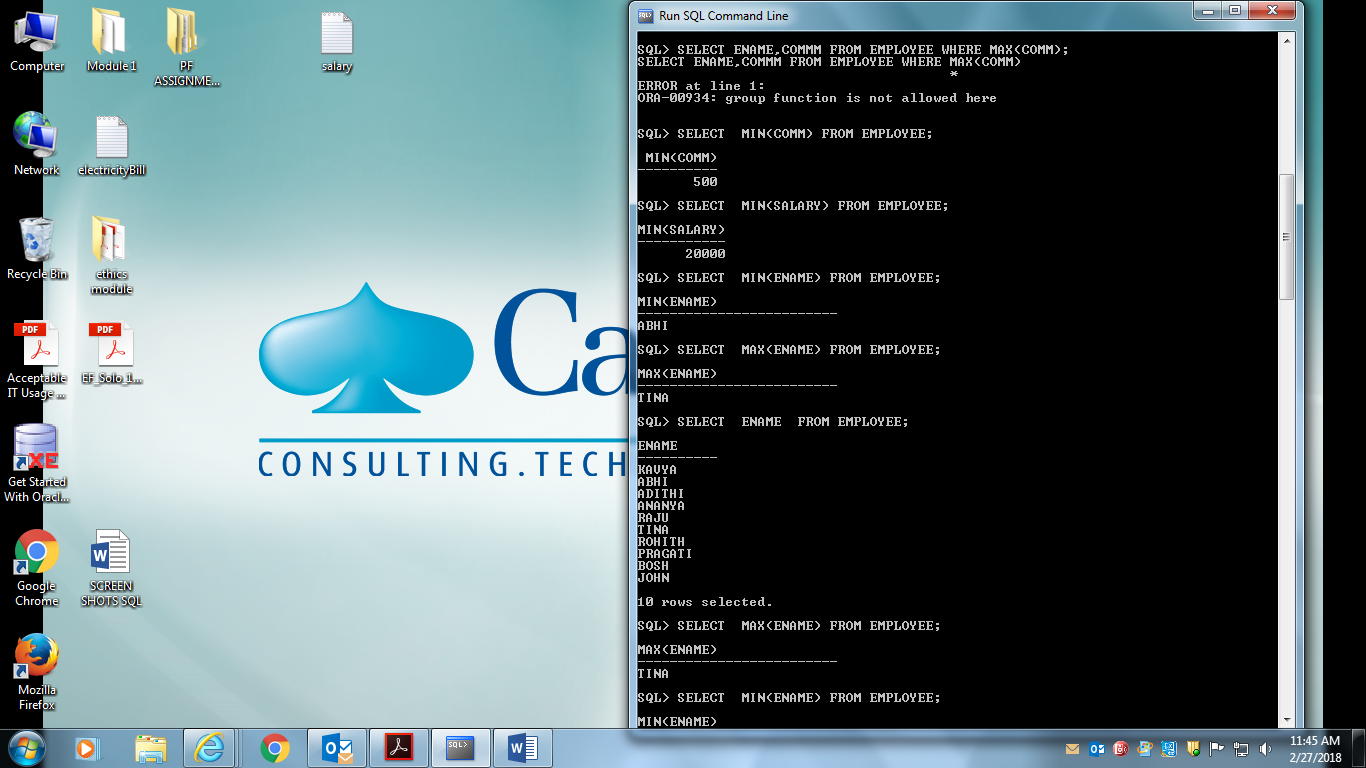 Computer
Module 1
PF
ASSIGNME...
salary
Network
electricityBill
Recycle Bin
ethics
module
PDF
Acceptable
IT Usage ...
PDF
EF_Solo_1...
XE
Get Started
With Oracl...
Google
Chrome
W
SCREEN
SHOTS SQL
Mozilla
Firefox
Ca
CONSULTING.TECH
SQL>
Run SQL Command Line
SQL> SELECT ENAME,COMMM FROM EMPLOYEE WHERE MAX(COMM);
SELECT ENAME,COMMM FROM EMPLOYEE WHERE MAX(COMM)
*
ERROR at line 1:
ORA-00934: group function is not allowed here
SQL> SELECT  MIN(COMM) FROM EMPLOYEE;
MIN(COMM)
----------
500
SQL> SELECT  MIN(SALARY) FROM EMPLOYEE;
MIN(SALARY)
-----------
20000
SQL> SELECT  MIN(ENAME) FROM EMPLOYEE;
MIN(ENAME)
-------------------------
ABHI
SQL> SELECT  MAX(ENAME) FROM EMPLOYEE;
MAX(ENAME)
-------------------------
TINA
SQL> SELECT  ENAME  FROM EMPLOYEE;
ENAME
----------
KAVYA
ABHI
ADITHI
ANANYA
RAJU
TINA
ROHITH
PRAGATI
BOSH
JOHN
10 rows selected.
SQL> SELECT  MAX(ENAME) FROM EMPLOYEE;
MAX(ENAME)
-------------------------
TINA
SQL> SELECT  MIN(ENAME) FROM EMPLOYEE;
MIN(ENAME)
SQL>
W
11:45 AM
2/27/2018